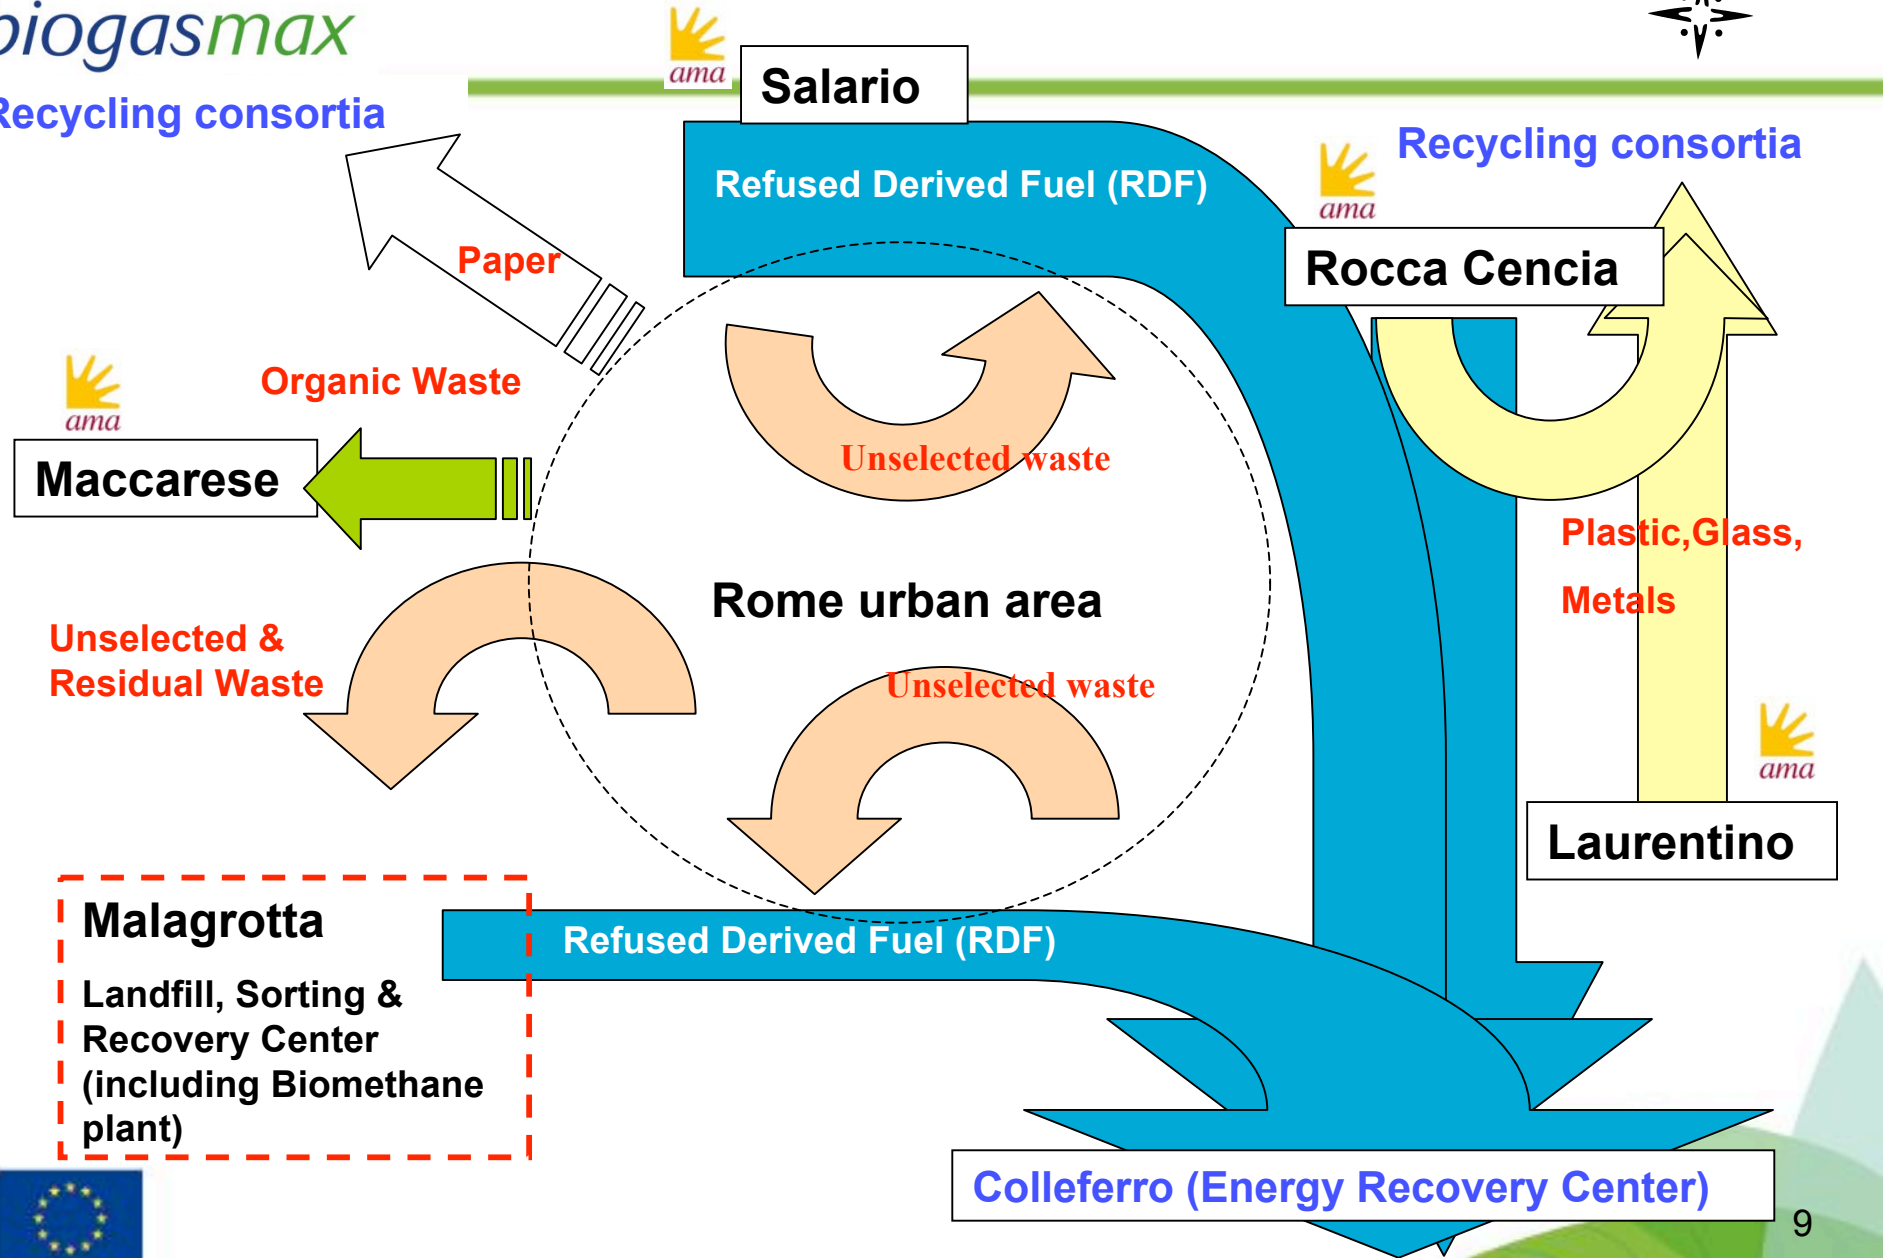 biogasmax
ama
Salario
Recycling consortia
Recycling consortia
Refused Derived Fuel (RDF)
ama
Paper
Rocca Cencia
Organic Waste
ama
Unselected waste
Maccarese
Plastic,Glass,
Metals
Rome urban area
Unselected &
Residual Waste
Unselected waste
ama
Laurentino
Malagrotta
Refused Derived Fuel (RDF)
Landfill, Sorting &
Recovery Center
(including Biomethane
plant)
Colleferro (Energy Recovery Center)
9